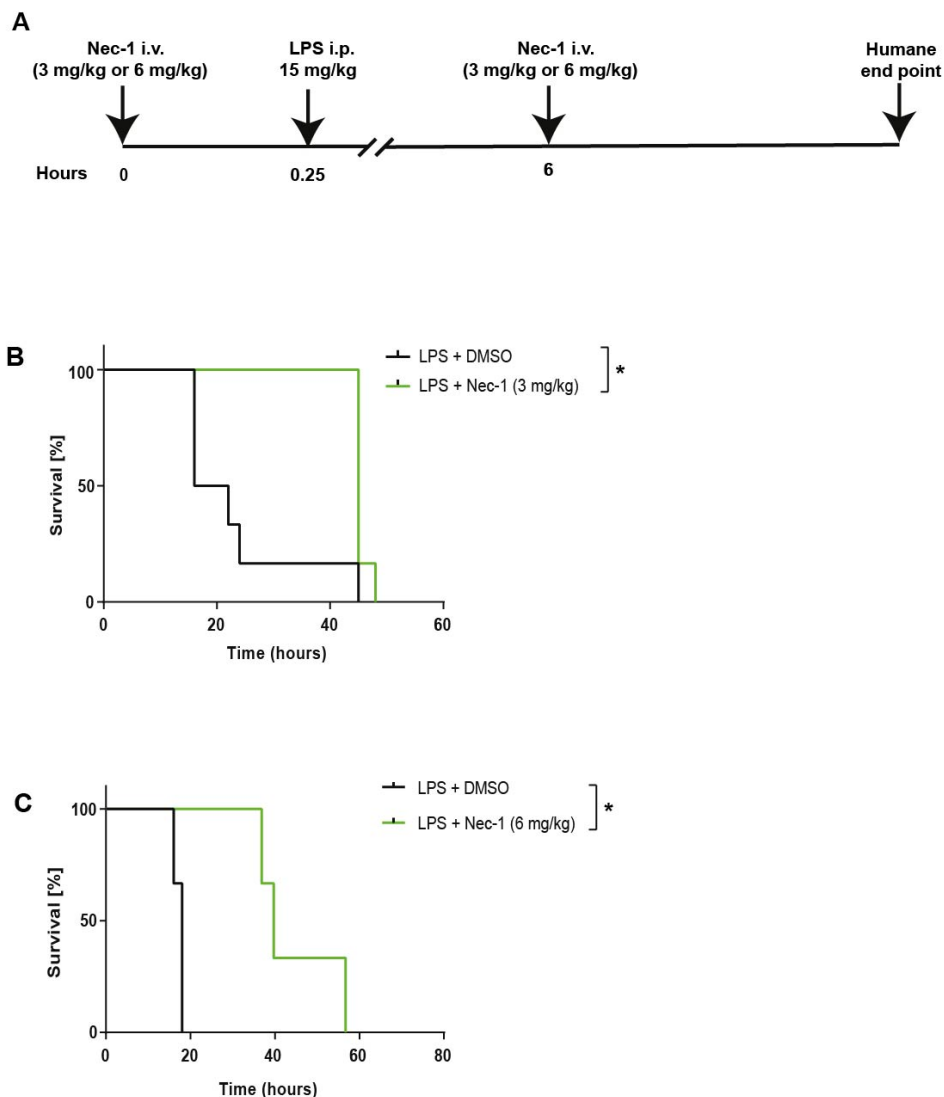 A
Nec-1 i.v.
(3 mg/kg or 6 mg/kg)
LPS i.p.
15 mg/kg
Nec-1 i.v.
(3 mg/kg or 6 mg/kg)
Humane
end point
Hours
0
0.25
6
B
LPS + DMSO
LPS + Nec-1 (3 mg/kg)
*
Survival [%]
100
50
0
0
20
40
60
Time (hours)
C
LPS + DMSO
LPS + Nec-1 (6 mg/kg)
*
Survival [%]
100
50
0
0
20
40
60
80
Time (hours)